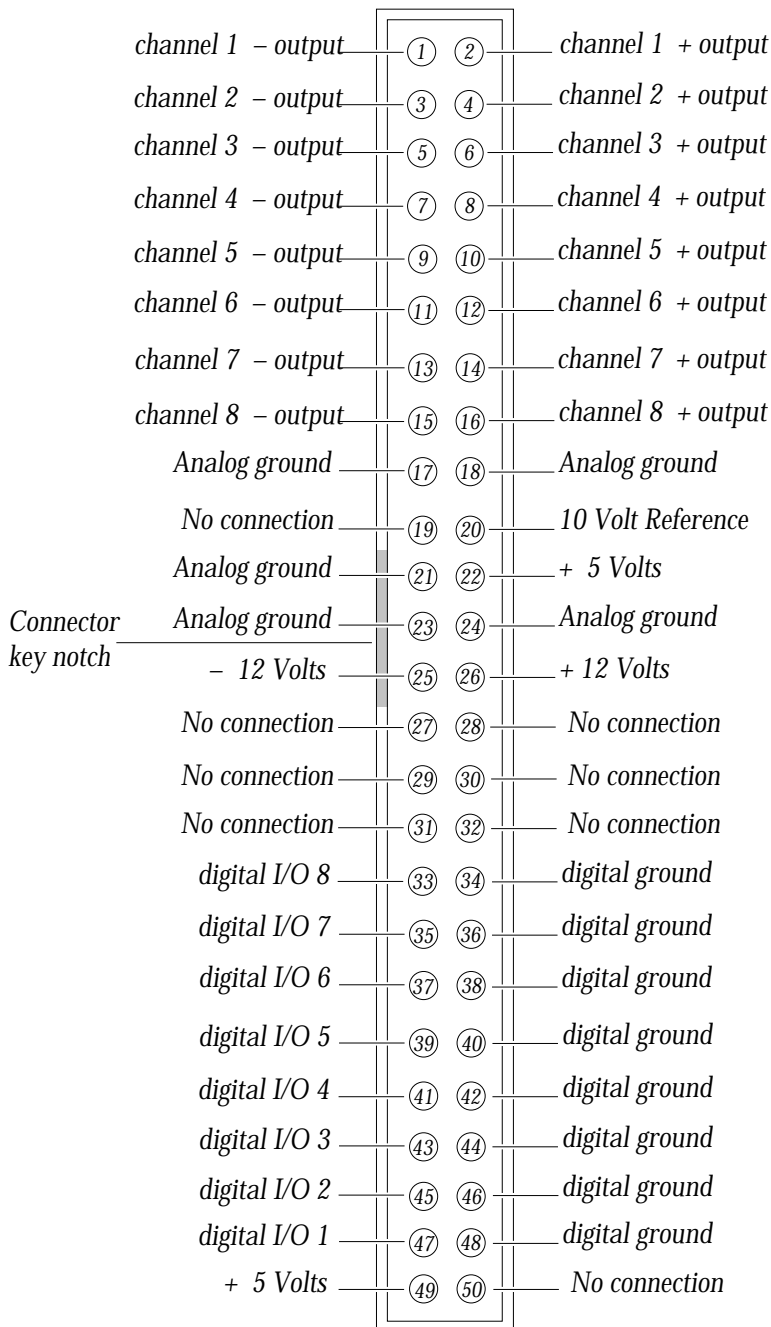 channel 1 – output 1 2 channel 1 + output
channel 2 – output 3 4 channel 2 + output
channel 3 – output 5 6 channel 3 + output
channel 4 – output 7 8 channel 4 + output
channel 5 – output 9 10 channel 5 + output
channel 6 – output 11 12 channel 6 + output
channel 7 – output 13 14 channel 7 + output
channel 8 – output 15 16 channel 8 + output
Analog ground 17 18 Analog ground
No connection 19 20 10 Volt Reference
Analog ground 21 22 + 5 Volts
Analog ground 23 24 Analog ground
Connector
key notch
– 12 Volts 25 26 + 12 Volts
No connection 27 28 No connection
No connection 29 30 No connection
No connection 31 32 No connection
digital I/O 8 33 34 digital ground
digital I/O 7 35 36 digital ground
digital I/O 6 37 38 digital ground
digital I/O 5 39 40 digital ground
digital I/O 4 41 42 digital ground
digital I/O 3 43 44 digital ground
digital I/O 2 45 46 digital ground
digital I/O 1 47 48 digital ground
+ 5 Volts 49 50 No connection